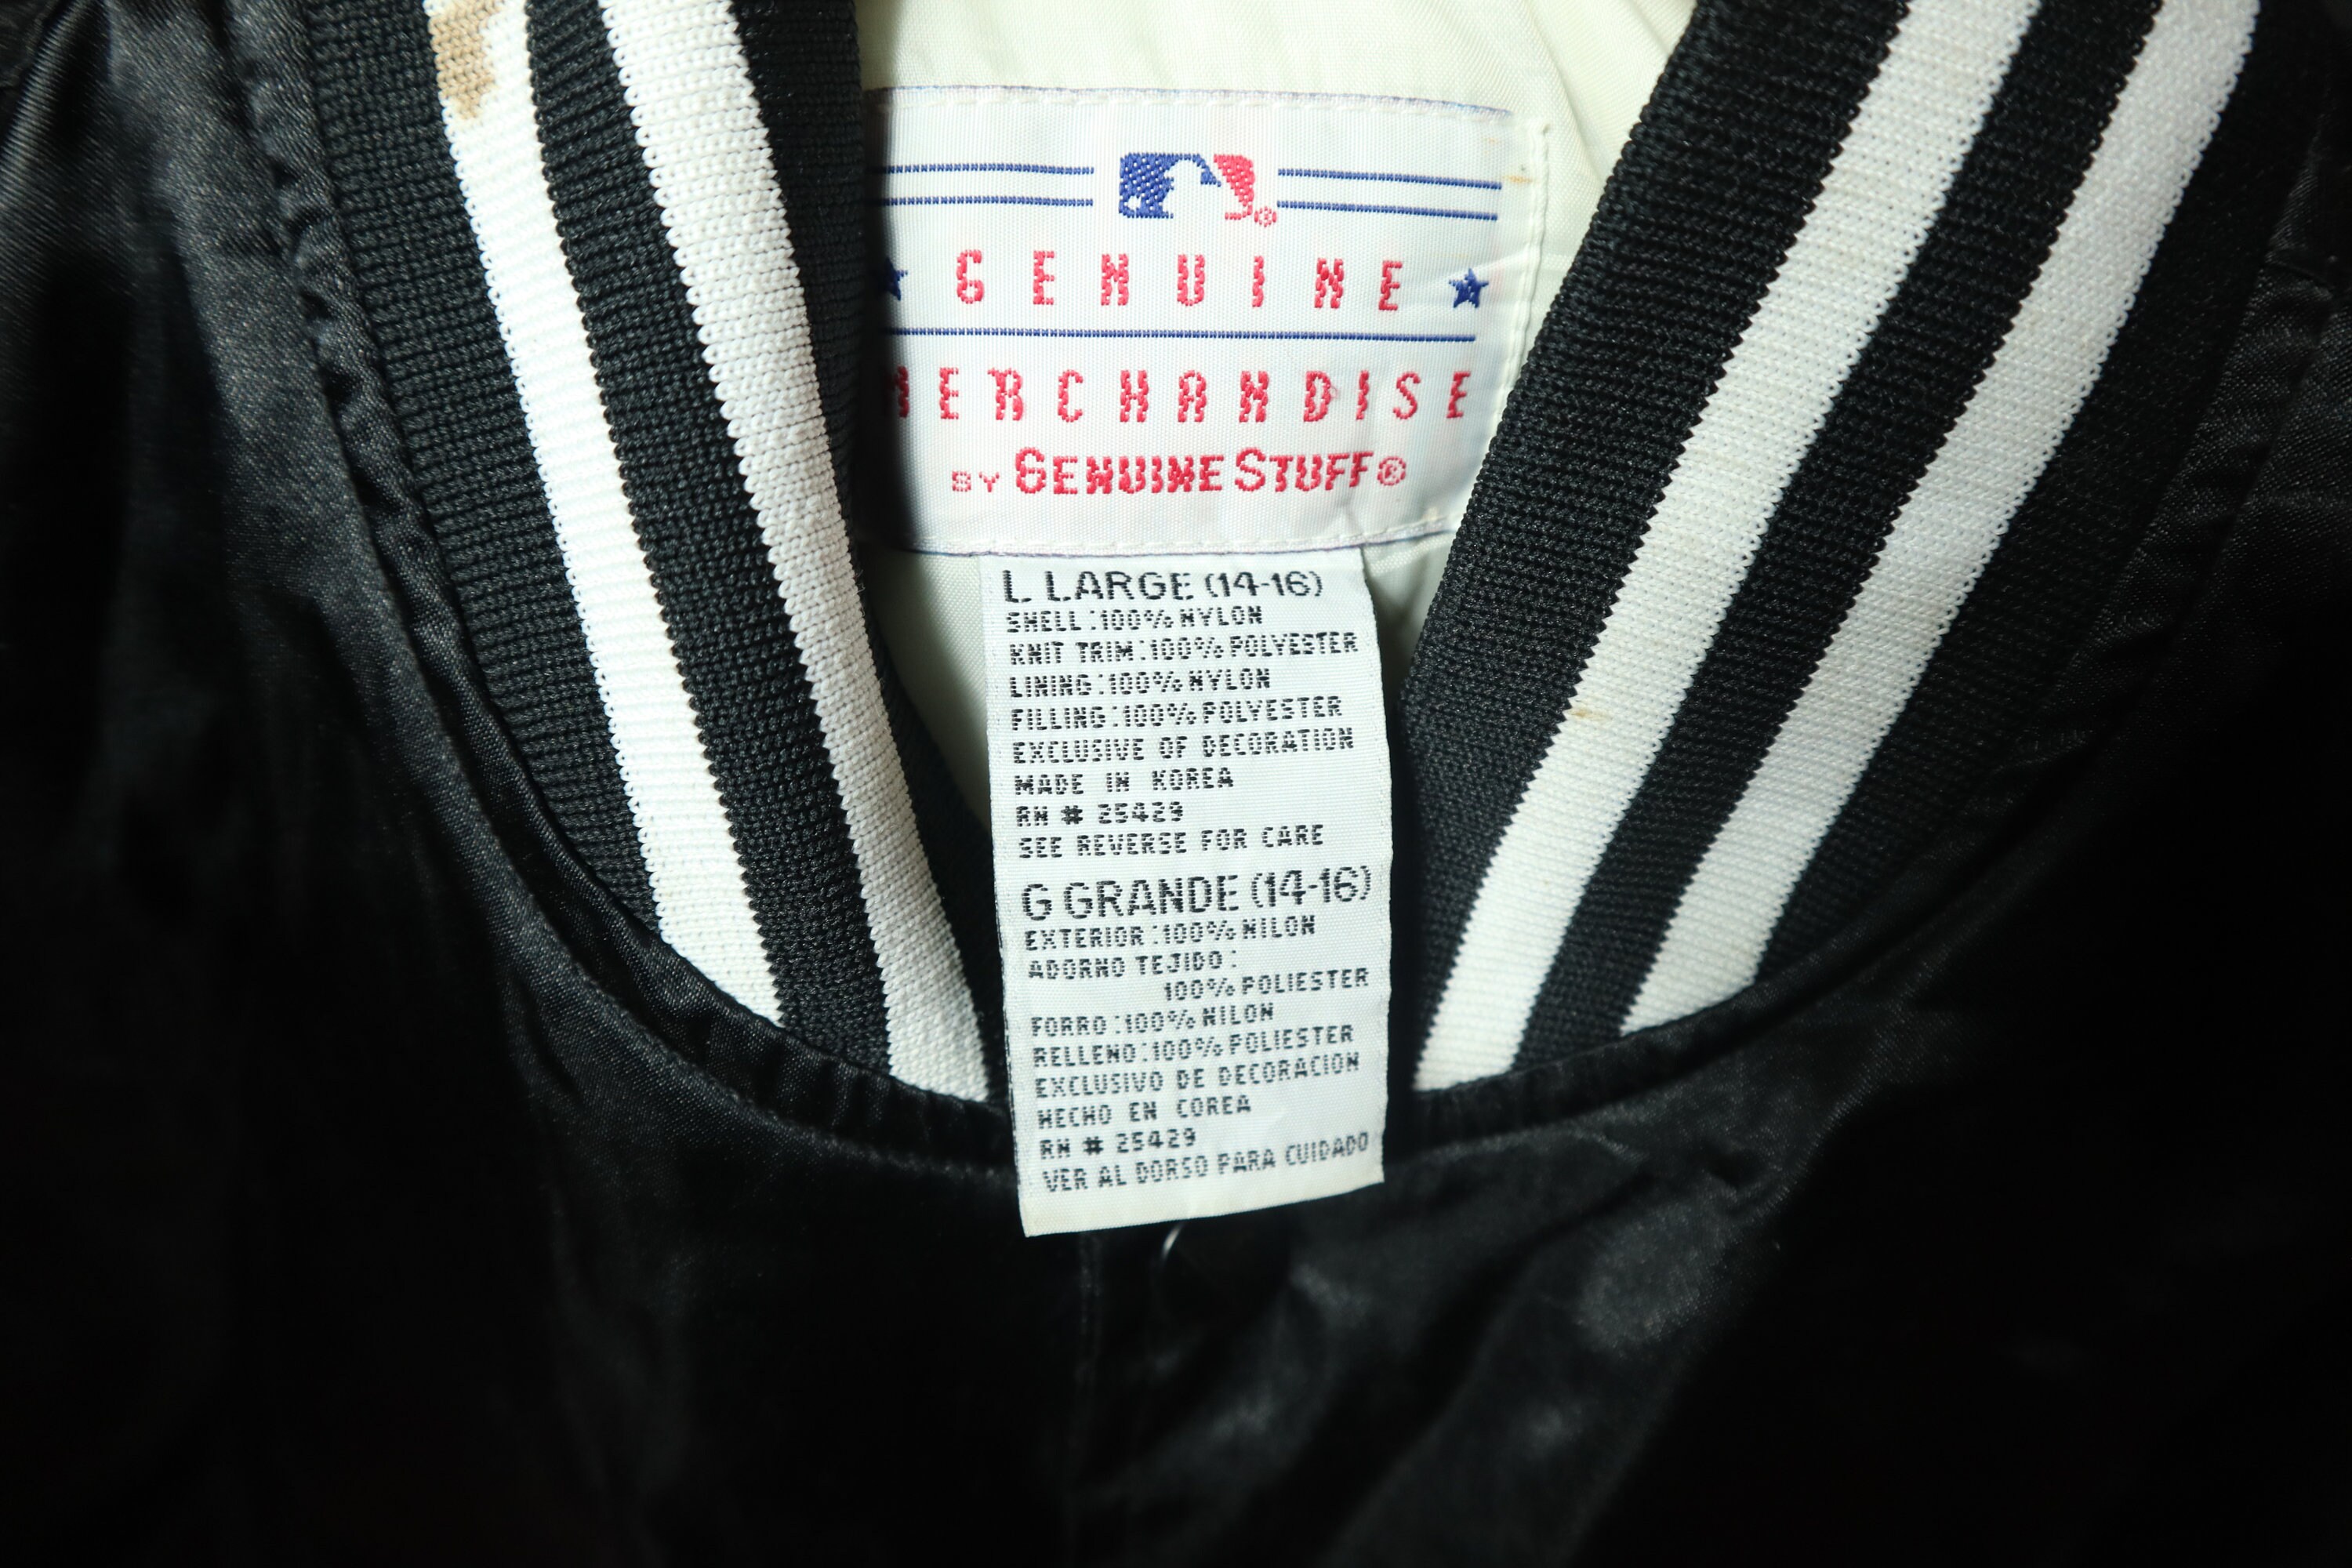 GENUINE
MERCHANDISE
BY GENUINE STUFF®
L LARGE (14-16)
SHELL:100% NYLON
KNIT TRIM:100% POLYESTER
LINING:100% NYLON
FILLING:100% POLYESTER
EXCLUSIVE OF DECORATION
MADE IN KOREA
RN # 25429
SEE REVERSE FOR CARE
G GRANDE (14-16)
EXTERIOR:100% NILON
ADORNO TEJIDO:
100% POLIESTER
FORRO:100% NILON
RELLENO:100% POLIESTER
EXCLUSIVO DE DECORACION
HECHO EN COREA
RN # 25429
VER AL DORSO PARA CUIDADO